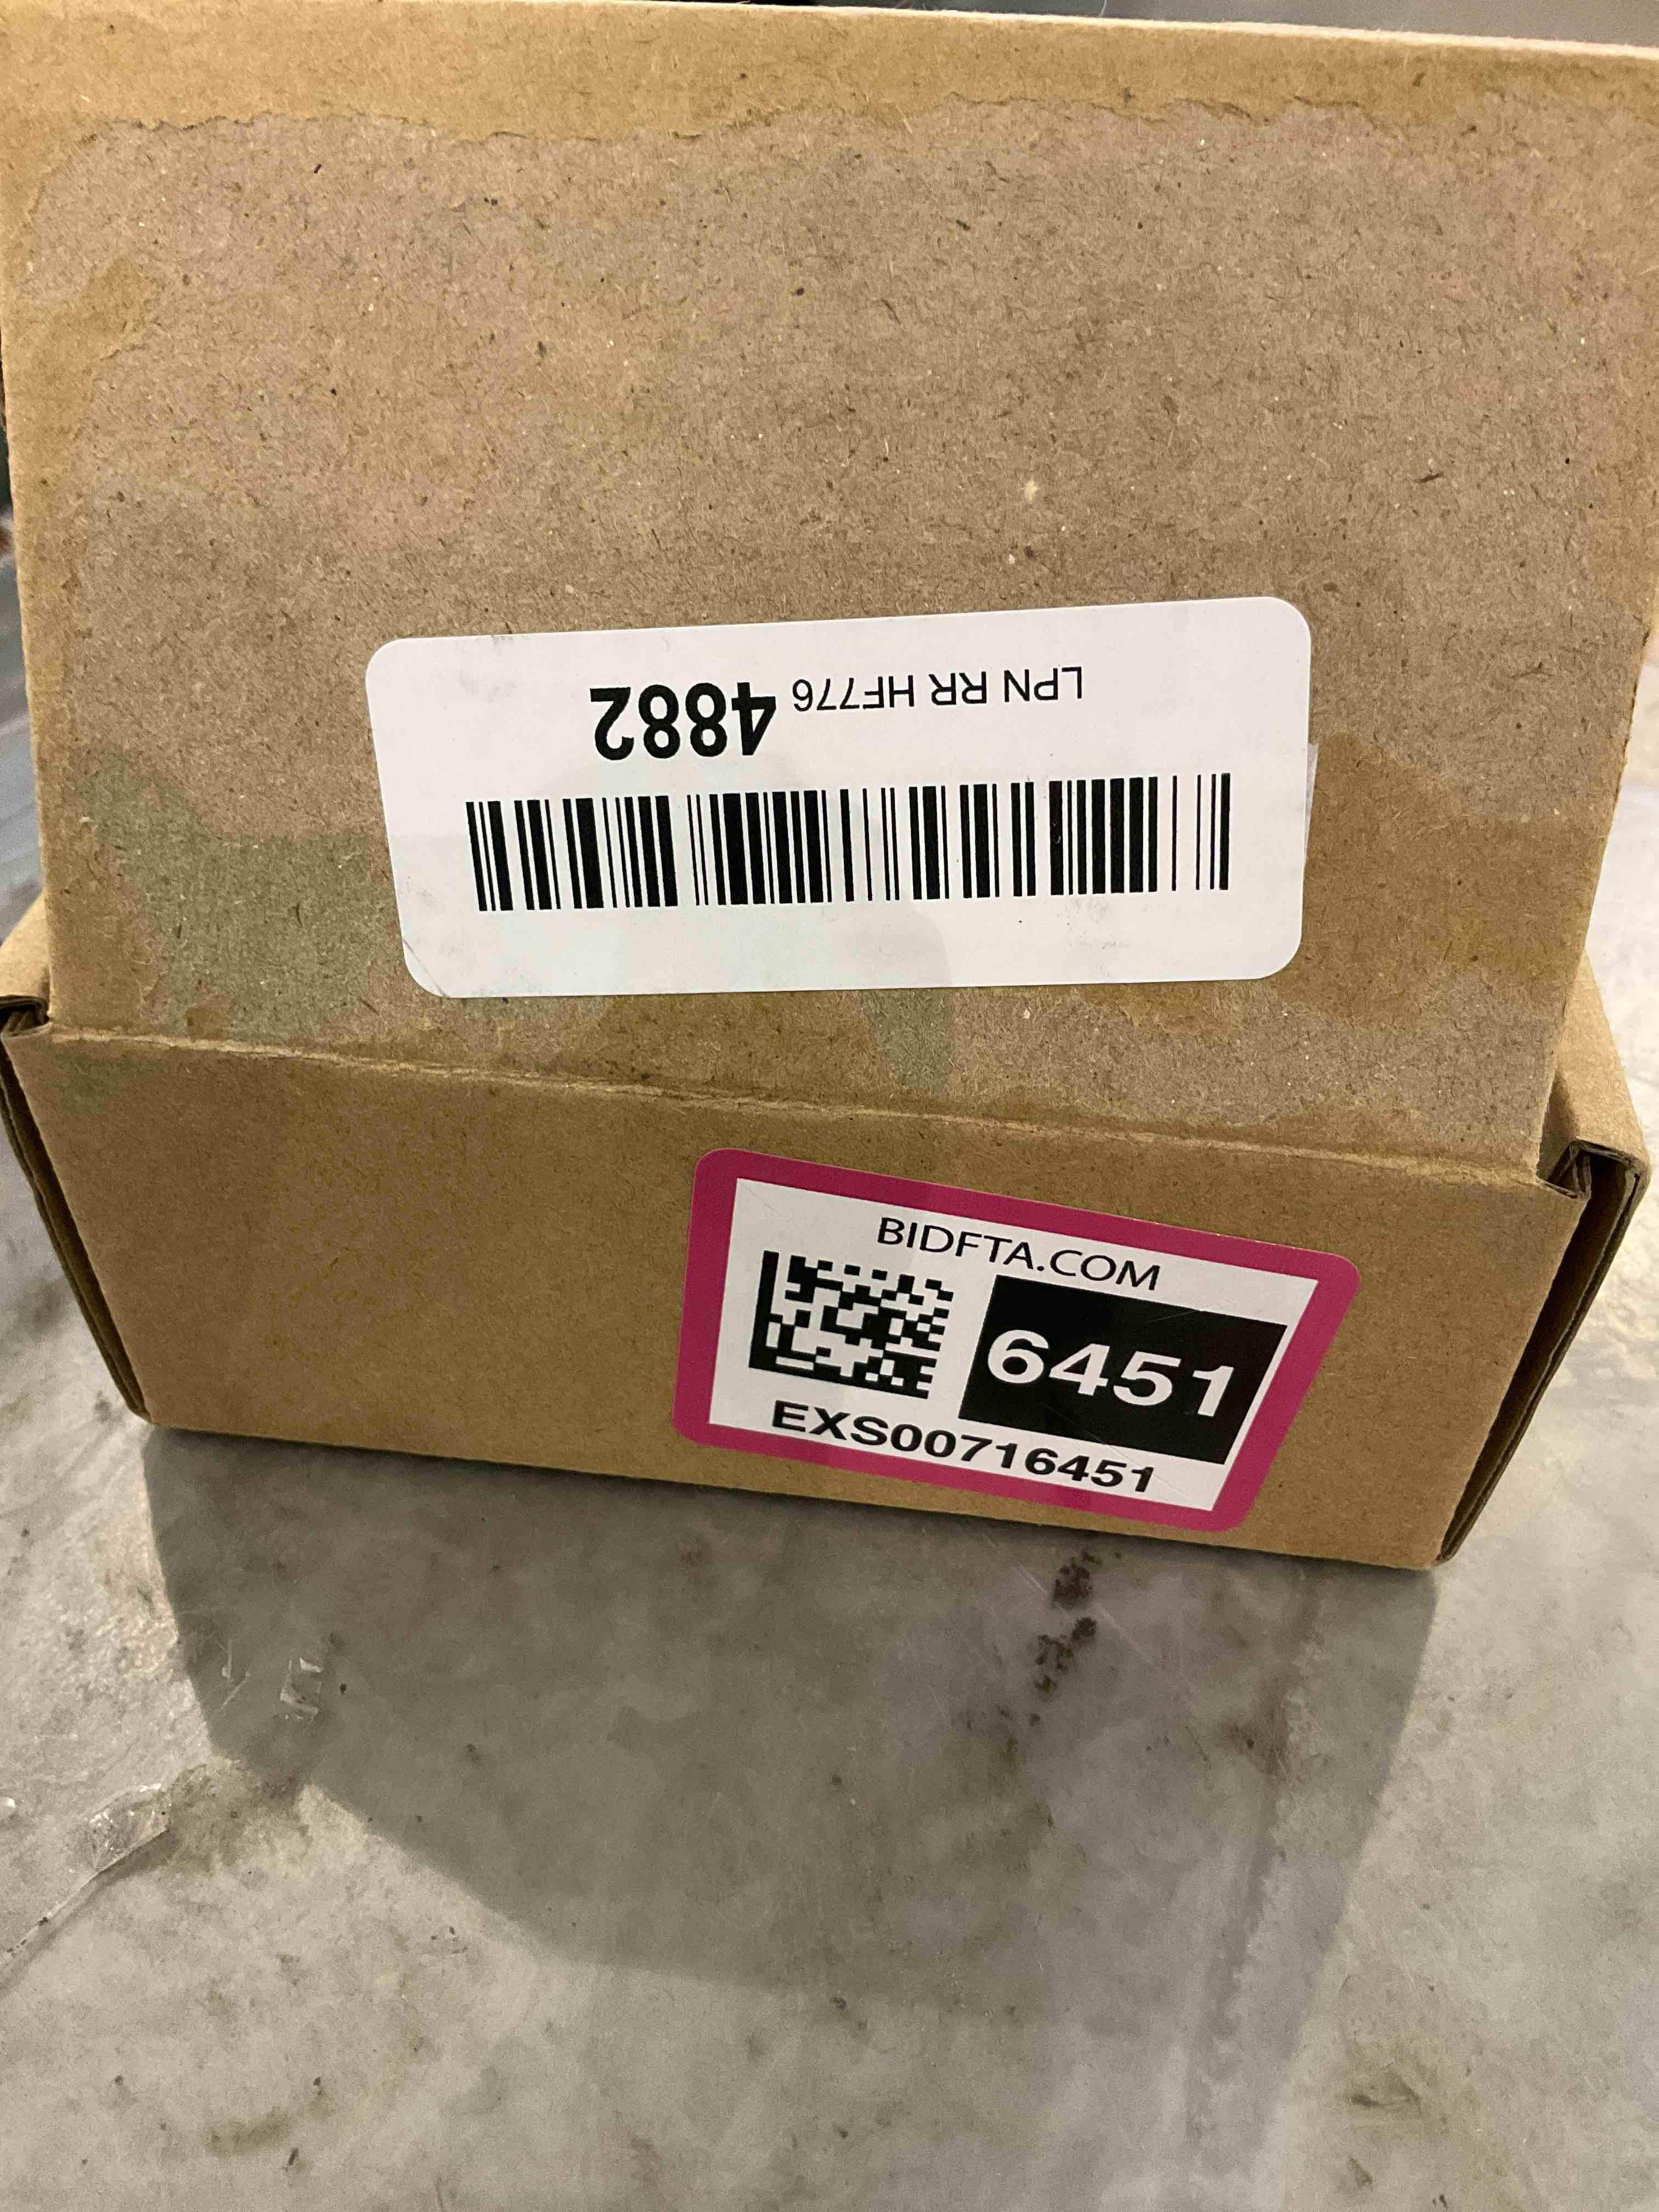 LPN RR HF776 4882
BIDFTA.COM
6451
EXS00716451